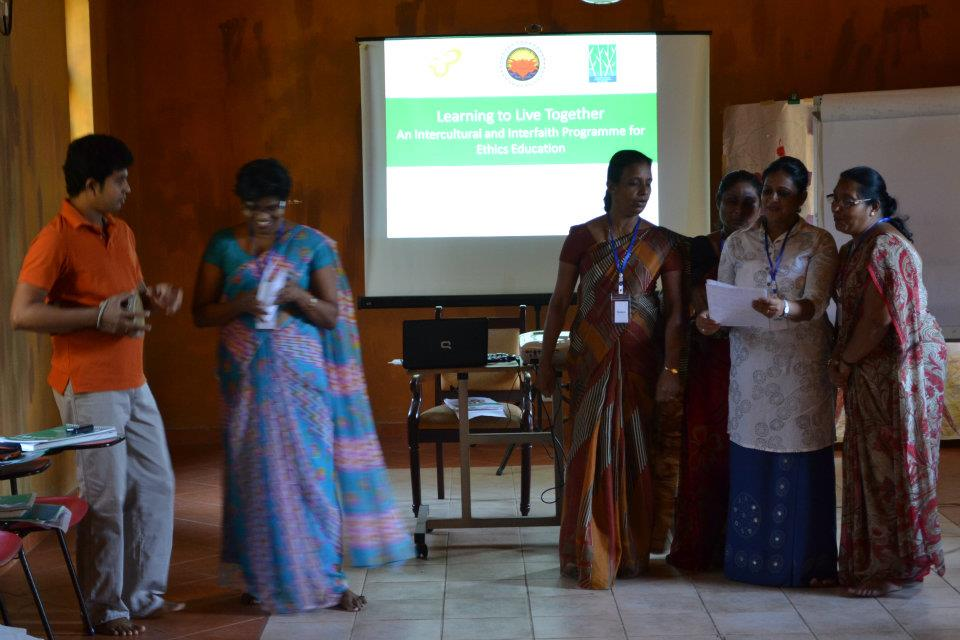 Learning to Live Together
An Intercultural and Interfaith Programme for
Ethics Education